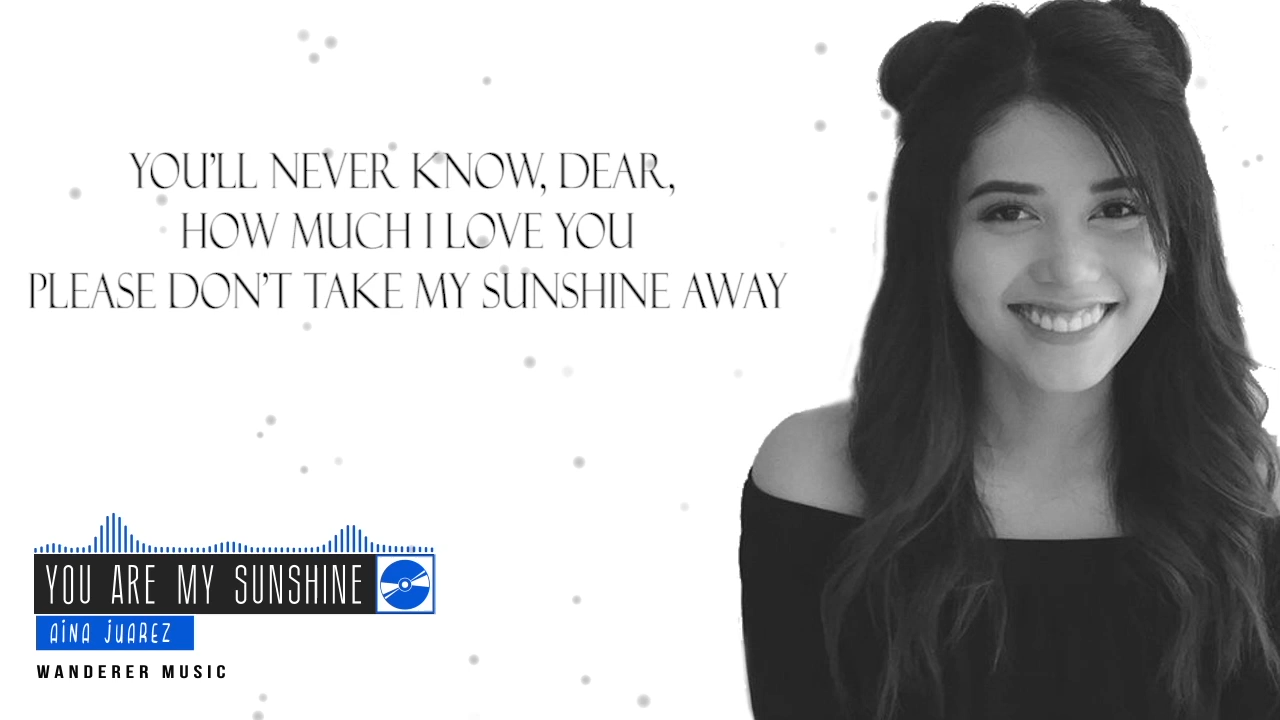 YOU'LL NEVER KNOW, DEAR,
HOW MUCH I LOVE YOU
PLEASE DON'T TAKE MY SUNSHINE AWAY
YOU ARE MY SUNSHINE
AiNA JUAREZ
WANDERER MUSIC